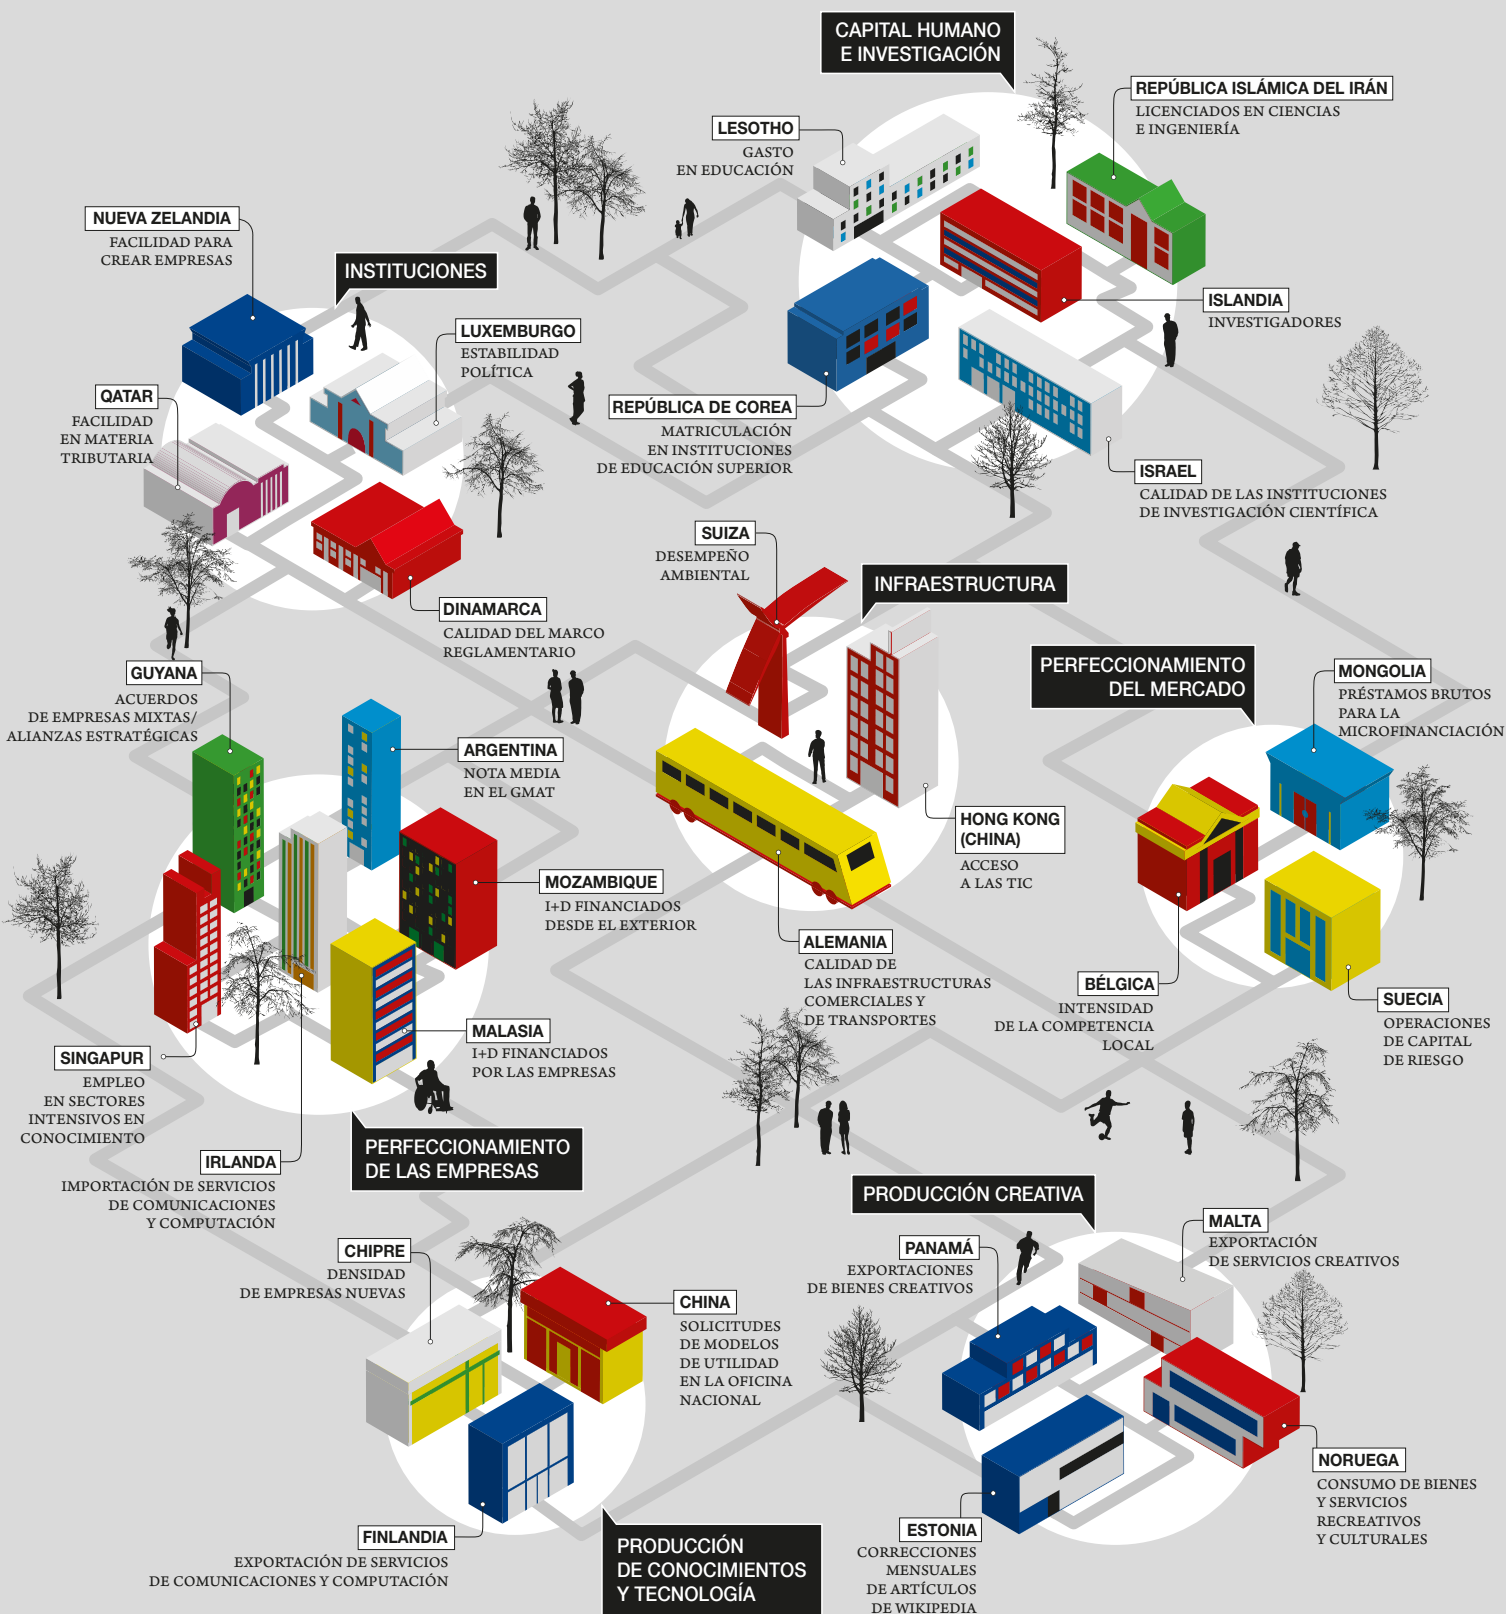 CAPITAL HUMANO
E INVESTIGACIÓN
REPÚBLICA ISLÁMICA DEL IRÁN
LICENCIADOS EN CIENCIAS
E INGENIERÍA
LESOTHO
GASTO
EN EDUCACIÓN
ISLANDIA
INVESTIGADORES
REPÚBLICA DE COREA
MATRICULACIÓN
EN INSTITUCIONES
DE EDUCACIÓN SUPERIOR
ISRAEL
CALIDAD DE LAS INSTITUCIONES
DE INVESTIGACIÓN CIENTÍFICA
INSTITUCIONES
NUEVA ZELANDIA
FACILIDAD PARA
CREAR EMPRESAS
LUXEMBURGO
ESTABILIDAD
POLÍTICA
QATAR
FACILIDAD
EN MATERIA
TRIBUTARIA
DINAMARCA
CALIDAD DEL MARCO
REGLAMENTARIO
INFRAESTRUCTURA
SUIZA
DESEMPEÑO
AMBIENTAL
HONG KONG
(CHINA)
ACCESO
A LAS TIC
ALEMANIA
CALIDAD DE
LAS INFRAESTRUCTURAS
COMERCIALES Y
DE TRANSPORTES
PERFECCIONAMIENTO
DEL MERCADO
MONGOLIA
PRÉSTAMOS BRUTOS
PARA LA
MICROFINANCIACIÓN
BÉLGICA
INTENSIDAD
DE LA COMPETENCIA
LOCAL
SUECIA
OPERACIONES
DE CAPITAL
DE RIESGO
GUYANA
ACUERDOS
DE EMPRESAS MIXTAS/
ALIANZAS ESTRATÉGICAS
ARGENTINA
NOTA MEDIA
EN EL GMAT
MOZAMBIQUE
I+D FINANCIADOS
DESDE EL EXTERIOR
MALASIA
I+D FINANCIADOS
POR LAS EMPRESAS
SINGAPUR
EMPLEO
EN SECTORES
INTENSIVOS EN
CONOCIMIENTO
IRLANDA
IMPORTACIÓN DE SERVICIOS
DE COMUNICACIONES
Y COMPUTACIÓN
PERFECCIONAMIENTO
DE LAS EMPRESAS
CHIPRE
DENSIDAD
DE EMPRESAS NUEVAS
CHINA
SOLICITUDES
DE MODELOS
DE UTILIDAD
EN LA OFICINA
NACIONAL
FINLANDIA
EXPORTACIÓN DE SERVICIOS
DE COMUNICACIONES Y COMPUTACIÓN
PRODUCCIÓN
DE CONOCIMIENTOS
Y TECNOLOGÍA
PRODUCCIÓN CREATIVA
MALTA
EXPORTACIÓN
DE SERVICIOS CREATIVOS
PANAMÁ
EXPORTACIONES
DE BIENES CREATIVOS
NORUEGA
CONSUMO DE BIENES
Y SERVICIOS
RECREATIVOS
Y CULTURALES
ESTONIA
CORRECCIONES
MENSUALES
DE ARTÍCULOS
DE WIKIPEDIA